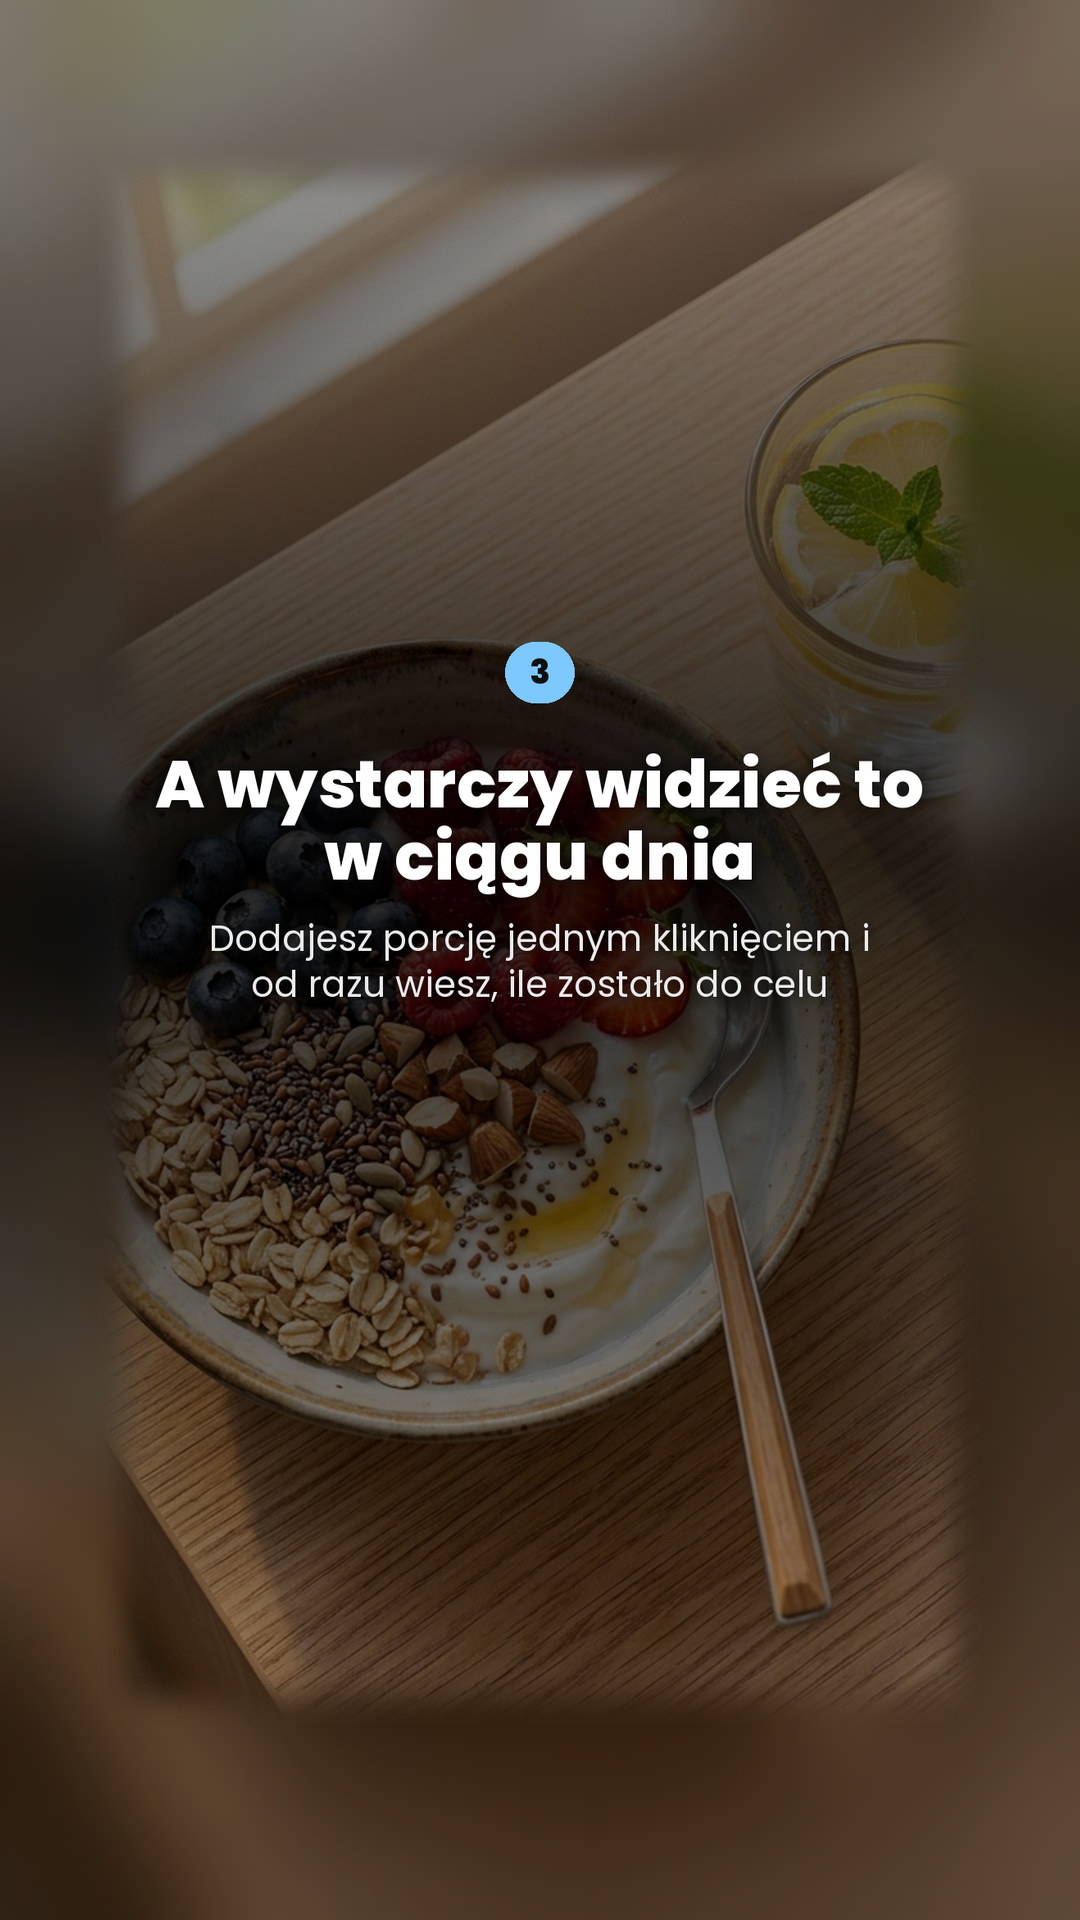 3
A wystarczy widzieć to
w ciągu dnia
Dodajesz porcję jednym kliknięciem i
od razu wiesz, ile zostało do celu